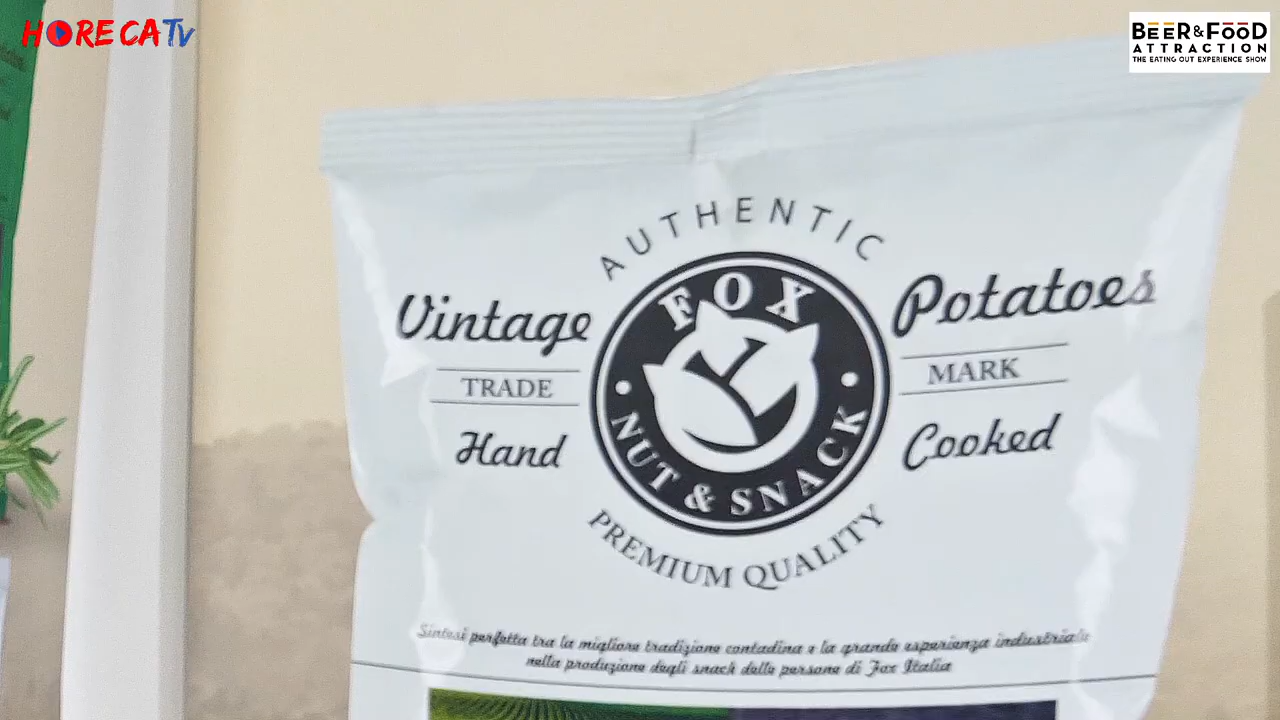 HORECATv
BEER&FOOD
ATTRACTION
THE EATING OUT EXPERIENCE SHOW
AUTHENTIC
Vintage
FOX
Potatoes
TRADE
MARK
Hand
NUT & SNACK
Cooked
PREMIUM QUALITY
Sintesi perfetta tra la migliore tradizione contadina e la grande esperienza industriale
nella produzione degli snack delle persone di Fox Italia